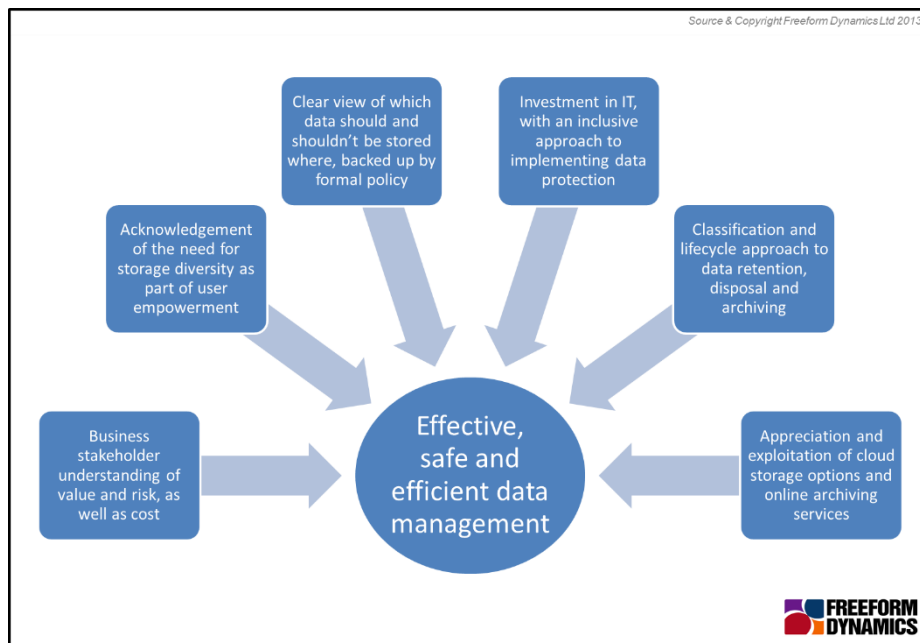 Source & Copyright Freeform Dynamics Ltd 2013
Clear view of which
data should and
shouldn't be stored
where, backed up by
formal policy
Investment in IT,
with an inclusive
approach to
implementing data
protection
Acknowledgement
of the need for
storage diversity as
part of user
empowerment
Classification and
lifecycle approach to
data retention,
disposal and
archiving
Business
stakeholder
understanding of
value and risk, as
well as cost
Effective,
safe and
efficient data
management
Appreciation and
exploitation of cloud
storage options and
online archiving
services
FREEFORM
DYNAMICS